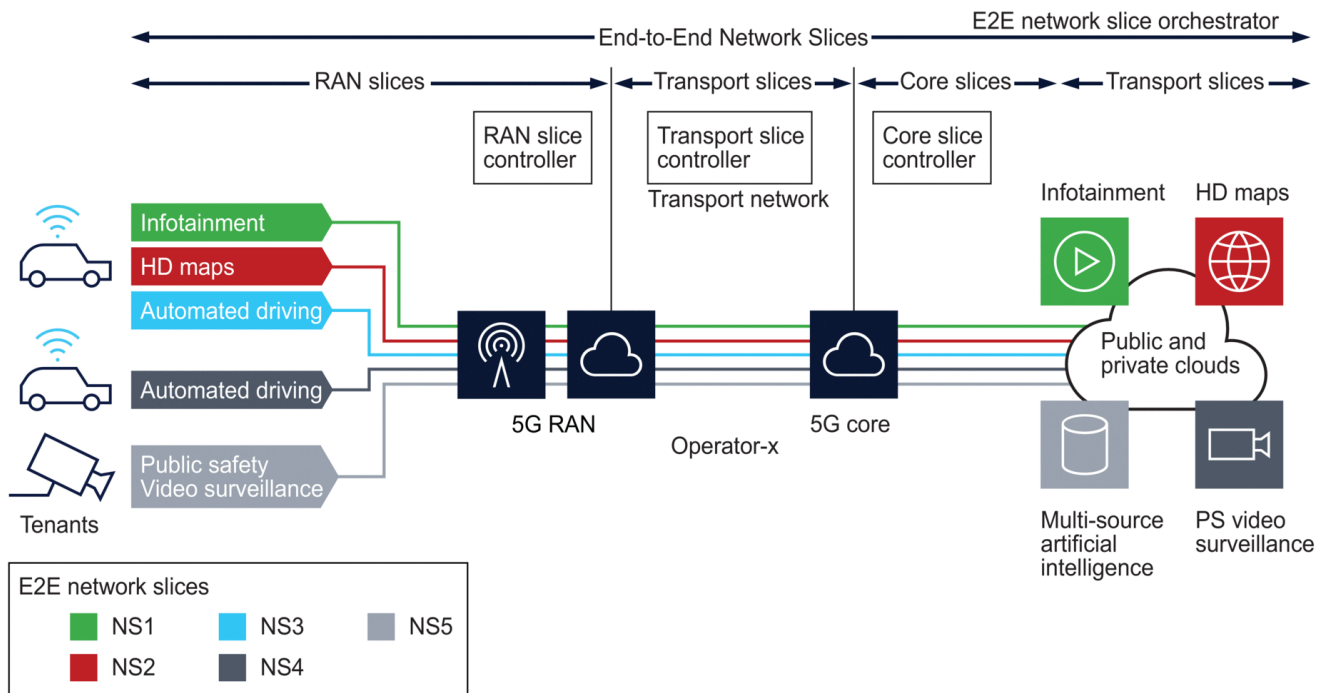 E2E network slice orchestrator
End-to-End Network Slices
RAN slices
Transport slices
Core slices
Transport slices
RAN slice
controller
Transport slice
controller
Core slice
controller
Transport network
Infotainment
HD maps
Infotainment
HD maps
Automated driving
Automated driving
Public safety
Video surveillance
Tenants
5G RAN
Operator-x
5G core
Public and
private clouds
Multi-source
artificial
intelligence
PS video
surveillance
E2E network slices
NS1
NS3
NS5
NS2
NS4